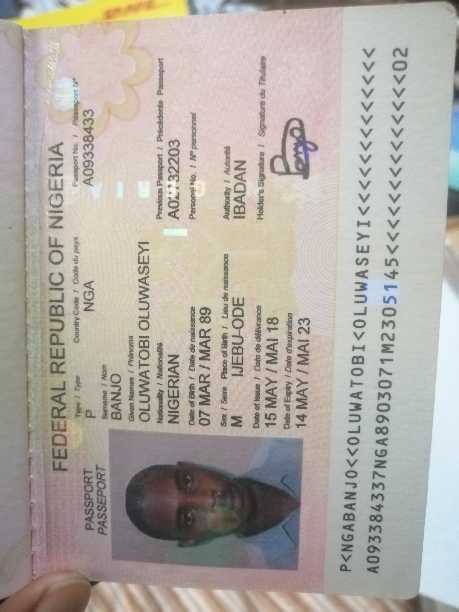 FEDERAL REPUBLIC OF NIGERIA
PASSPORT
PASSEPORT
Type / Type
P
Country Code / Code du pays
NGA
Passport No. / Passeport N°
A09338433
Surname / Nom
BANJO
Given Names / Prénoms
OLUWATOBI OLUWASEYI
Nationality / Nationalité
NIGERIAN
Previous Passport / Précédente Passeport
Date of Birth / Date de naissance
07 MAR / MAR 89
Personal No. / N° personnel
Sex / Sexe
M
Place of Birth / Lieu de naissance
IJEBU-ODE
Authority / Autorité
IBADAN
Date of Issue / Date de délivrance
15 MAY / MAI 18
Holder's Signature / Signature du Titulaire
Date of Expiry / Date d'expiration
14 MAY / MAI 23
P<NGABANJO<<OLUWATOBI<OLUWASEYI<<<<<<<<<<<<<
A093384337NGA8903071M2305145<<<<<<<<<<<<<<02